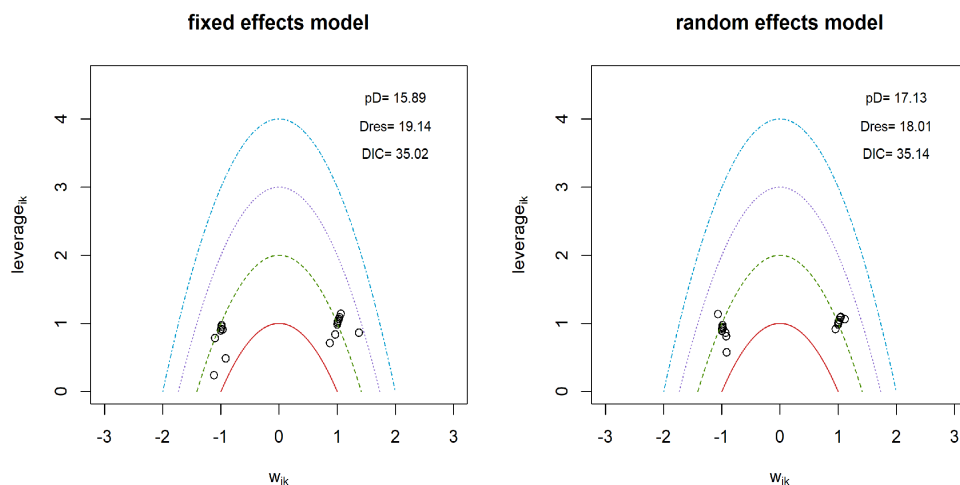 fixed effects model
pD= 15.89
Dres= 19.14
DIC= 35.02
leverage_ik
0 1 2 3 4
-3 -2 -1 0 1 2 3
w_ik
random effects model
pD= 17.13
Dres= 18.01
DIC= 35.14
leverage_ik
0 1 2 3 4
-3 -2 -1 0 1 2 3
w_ik